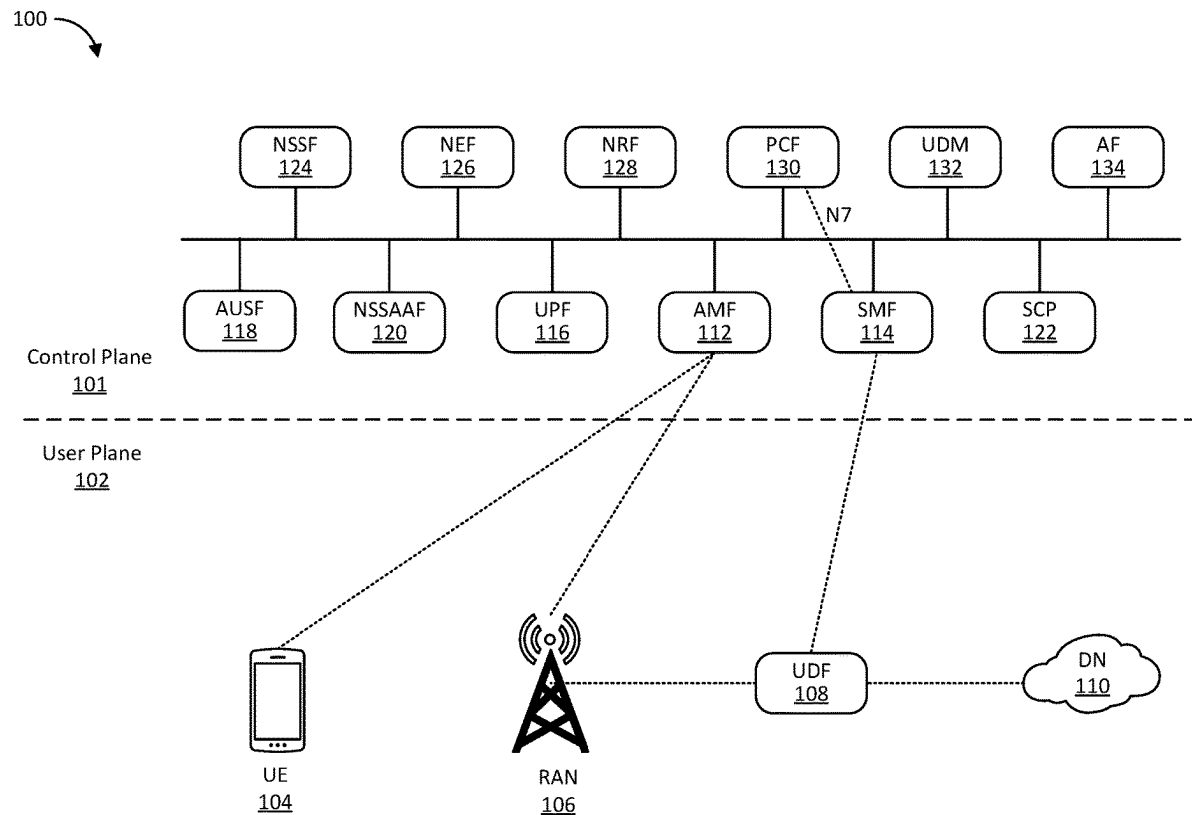 100
NSSF
124
NEF
126
NRF
128
PCF
130
UDM
132
AF
134
N7
AUSF
118
NSSAAF
120
UPF
116
AMF
112
SMF
114
SCP
122
Control Plane
101
User Plane
102
UDF
108
DN
110
UE
104
RAN
106